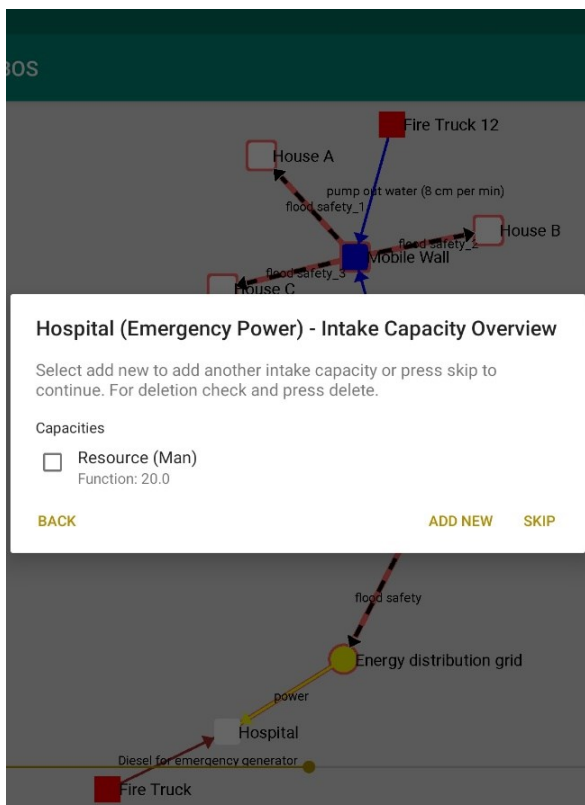 BOS
Fire Truck 12
House A
pump out water (8 cm per min)
flood safety_1
House B
flood safety_2
Mobile Wall
flood safety_3
House C
Hospital (Emergency Power) - Intake Capacity Overview
Select add new to add another intake capacity or press skip to
continue. For deletion check and press delete.
Capacities
Resource (Man)
Function: 20.0
BACK
ADD NEW
SKIP
flood safety
Energy distribution grid
power
Hospital
Diesel for emergency generator
Fire Truck